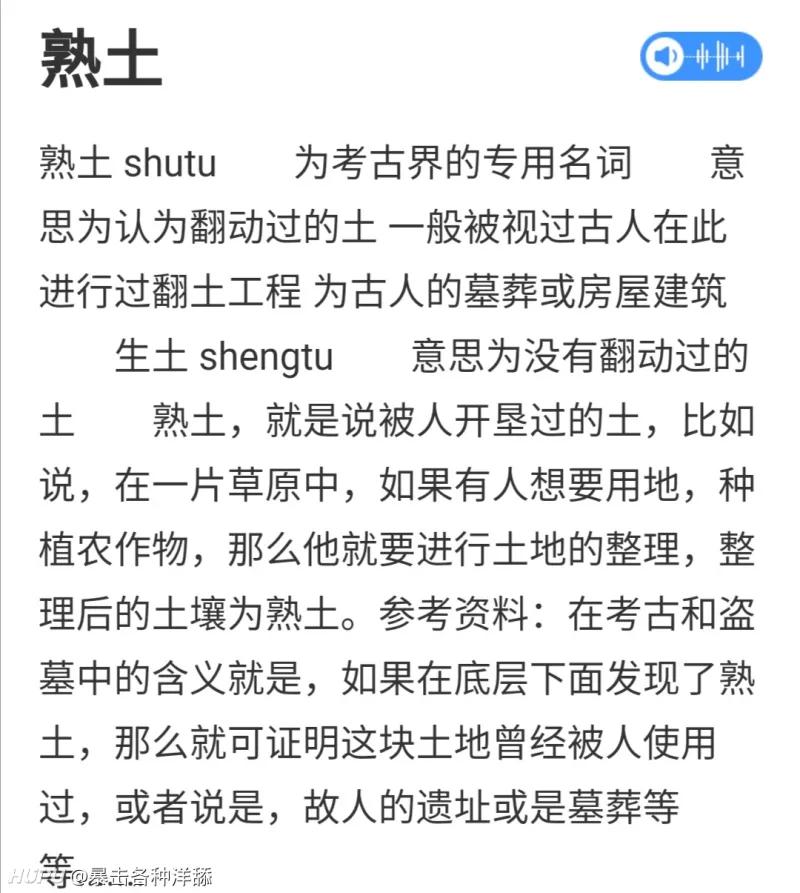 熟土
熟土 shutu 为考古界的专用名词 意
思为认为翻动过的土 一般被视过古人在此
进行过翻土工程 为古人的墓葬或房屋建筑
生土 shengtu 意思为没有翻动过的
土 熟土，就是说被人开垦过的土，比如
说，在一片草原中，如果有人想要用地，种
植农作物，那么他就要进行土地的整理，整
理后的土壤为熟土。参考资料：在考古和盗
墓中的含义就是，如果在底层下面发现了熟
土，那么就可证明这块土地曾经被人使用
过，或者说是，故人的遗址或是墓葬等
等......
HUPU @暴击各种洋舔